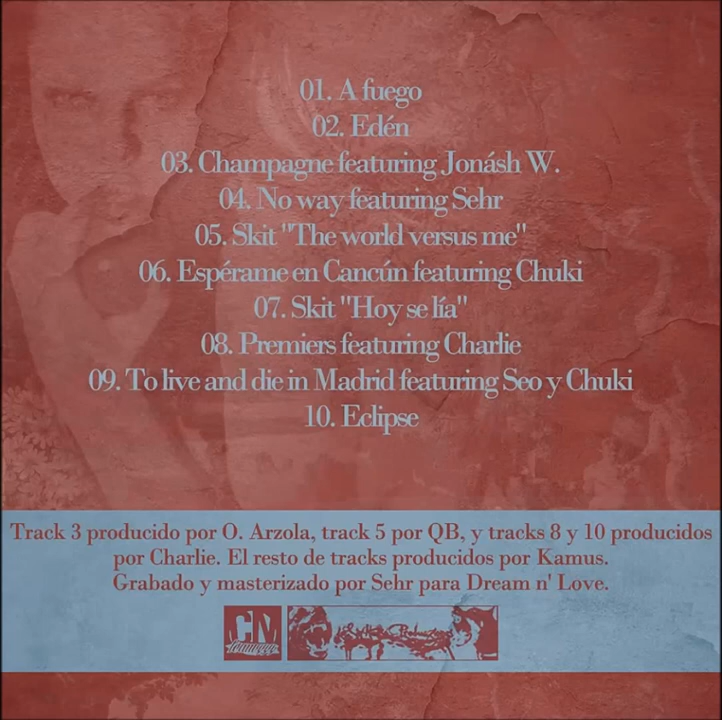 01. A fuego
02. Edén
03. Champagne featuring Jonásh W.
04. No way featuring Sehr
05. Skit "The world versus me"
06. Espérame en Cancún featuring Chuki
07. Skit "Hoy se lía"
08. Premiers featuring Charlie
09. To live and die in Madrid featuring Seo y Chuki
10. Eclipse
Track 3 producido por O. Arzola, track 5 por QB, y tracks 8 y 10 producidos
por Charlie. El resto de tracks producidos por Kamus.
Grabado y masterizado por Sehr para Dream n' Love.
CN